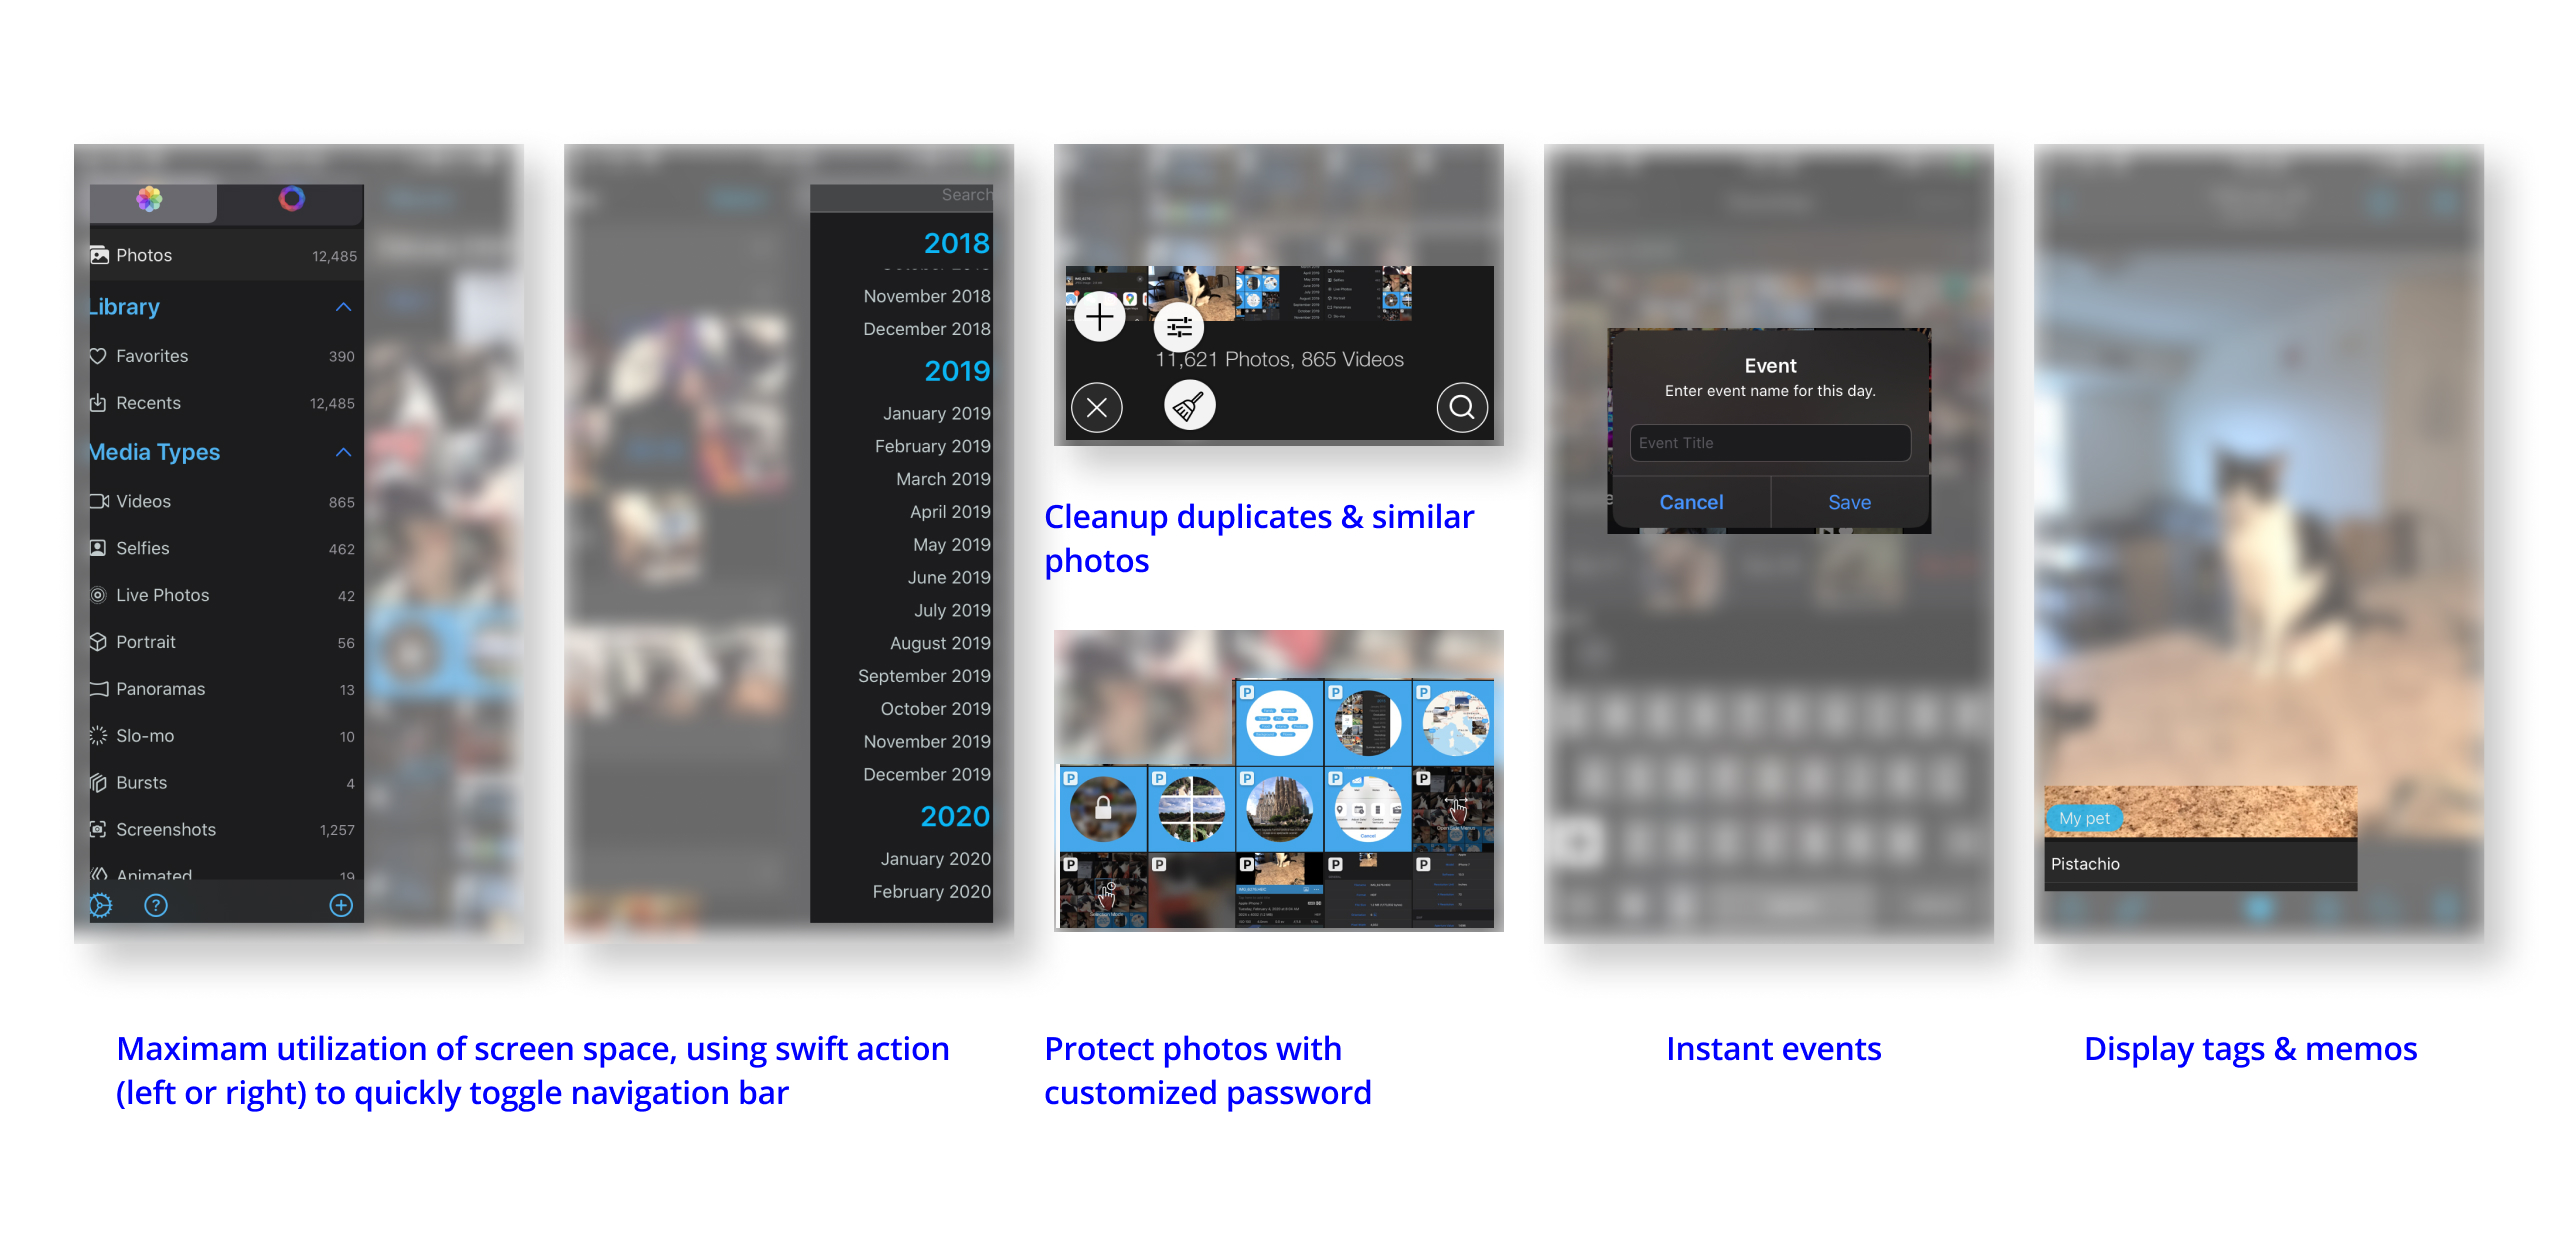 Photos 12,485
Library
Favorites 390
Recents 12,485
Media Types
Videos 865
Selfies 462
Live Photos 42
Portrait 56
Panoramas 13
Slo-mo 10
Bursts 4
Screenshots 1,257
Animated 19
Search
2018
October 2018
November 2018
December 2018
2019
January 2019
February 2019
March 2019
April 2019
May 2019
June 2019
July 2019
August 2019
September 2019
October 2019
November 2019
December 2019
2020
January 2020
February 2020
Maximam utilization of screen space, using swift action
(left or right) to quickly toggle navigation bar
11,621 Photos, 865 Videos
Cleanup duplicates & similar
photos
Protect photos with
customized password
Event
Enter event name for this day.
Event Title
Cancel Save
Instant events
My pet
Pistachio
Display tags & memos